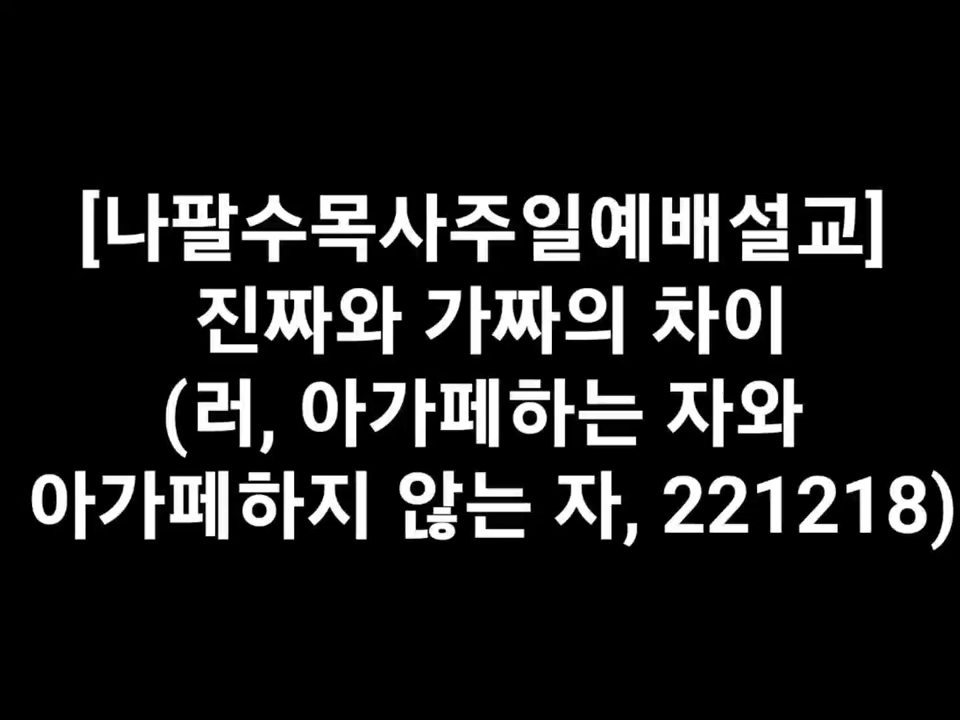 [나팔수목사주일예배설교]
진짜와 가짜의 차이
(러, 아가페하는 자와
아가페하지 않는 자, 221218)